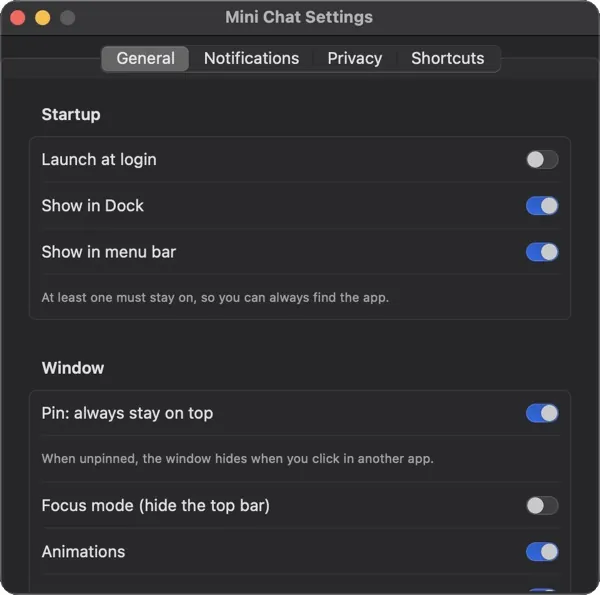 Mini Chat Settings
General
Notifications
Privacy
Shortcuts
Startup
Launch at login
Show in Dock
Show in menu bar
At least one must stay on, so you can always find the app.
Window
Pin: always stay on top
When unpinned, the window hides when you click in another app.
Focus mode (hide the top bar)
Animations